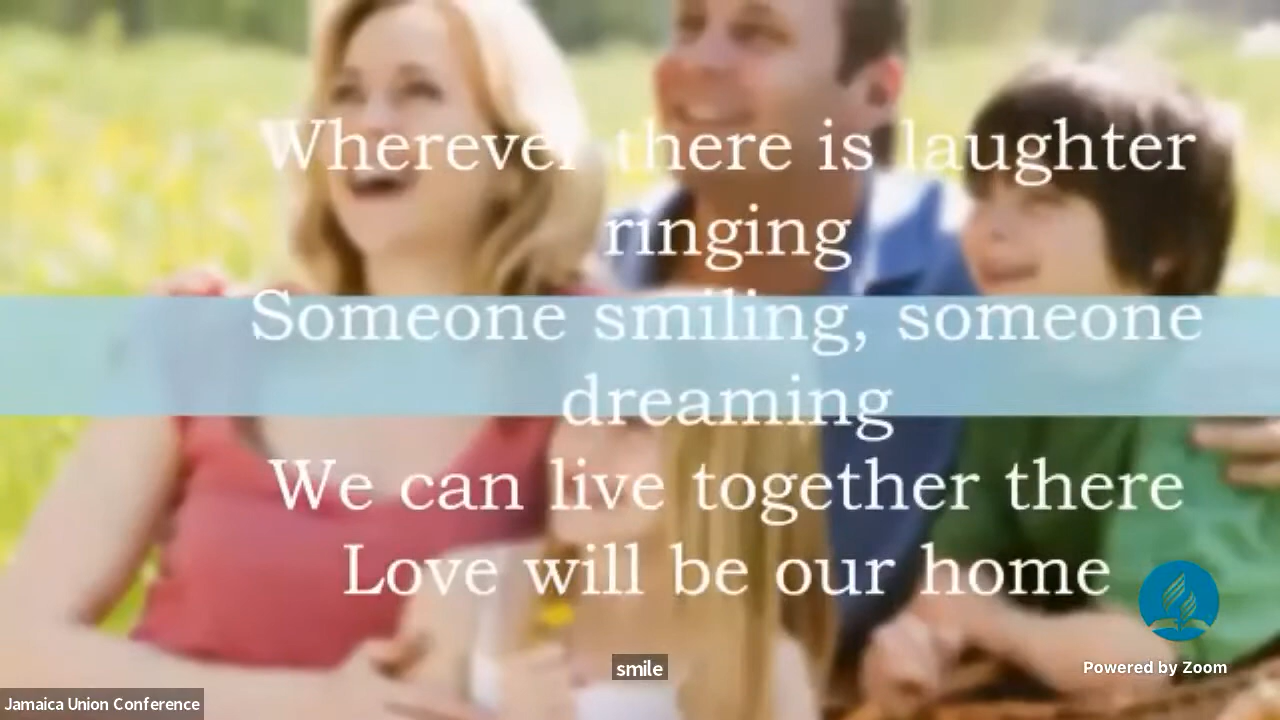 Wherever there is laughter
ringing
Someone smiling, someone
dreaming
We can live together there
Love will be our home
smile
Powered by Zoom
Jamaica Union Conference